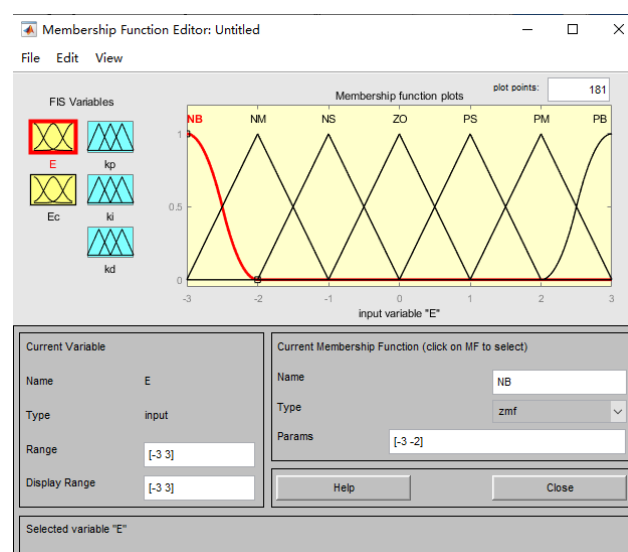 Membership Function Editor: Untitled
File Edit View
FIS Variables
Membership function plots
plot points: 181
E
kp
Ec
ki
kd
NB NM NS ZO PS PM PB
1
0.5
0
-3 -2 -1 0 1 2 3
input variable "E"
Current Variable
Name E
Type input
Range [-3 3]
Display Range [-3 3]
Current Membership Function (click on MF to select)
Name NB
Type zmf
Params [-3 -2]
Help Close
Selected variable "E"